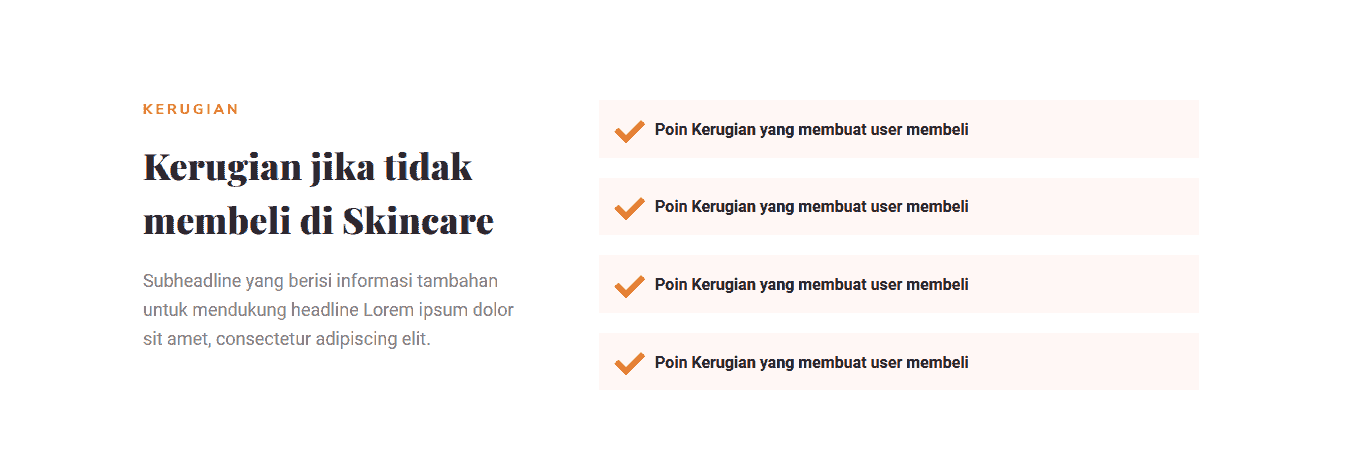 KERUGIAN
Kerugian jika tidak
membeli di Skincare
Subheadline yang berisi informasi tambahan
untuk mendukung headline Lorem ipsum dolor
sit amet, consectetur adipiscing elit.
Poin Kerugian yang membuat user membeli
Poin Kerugian yang membuat user membeli
Poin Kerugian yang membuat user membeli
Poin Kerugian yang membuat user membeli